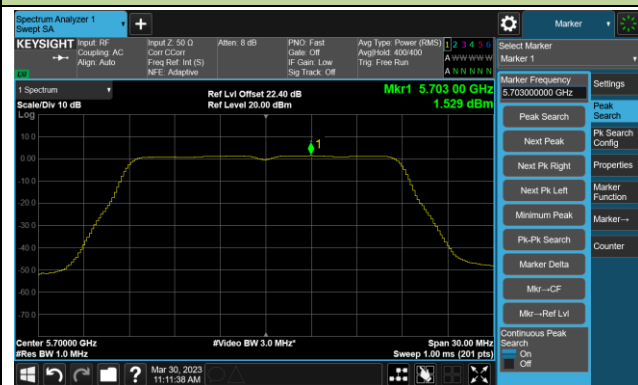 Spectrum Analyzer 1
Swept SA
Marker
KEYSIGHT Input: RF
Coupling: AC
Align: Auto
Input Z: 50 Ω
Corr CCorr
Freq Ref: Int (S)
NFE: Adaptive
Atten: 8 dB
PNO: Fast
Gate: Off
IF Gain: Low
Sig Track: Off
Avg Type: Power (RMS)
Avg|Hold: 400/400
Trig: Free Run
1 2 3 4 5 6
A W W W W W
A N N N N N
Select Marker
Marker 1
1 Spectrum
Scale/Div 10 dB
Log
Ref Lvl Offset 22.40 dB
Ref Level 20.00 dBm
Mkr1 5.703 00 GHz
1.529 dBm
1
10.0
0.00
-10.0
-20.0
-30.0
-40.0
-50.0
-60.0
-70.0
Center 5.70000 GHz
#Res BW 1.0 MHz
#Video BW 3.0 MHz*
Span 30.00 MHz
Sweep 1.00 ms (201 pts)
Marker Frequency
5.703000000 GHz
Peak Search
Next Peak
Next Pk Right
Next Pk Left
Minimum Peak
Pk-Pk Search
Marker Delta
Mkr→CF
Mkr→Ref Lvl
Continuous Peak
Search
On
Off
Settings
Peak
Search
Pk Search
Config
Properties
Marker
Function
Marker→
Counter
Mar 30, 2023
11:11:38 AM